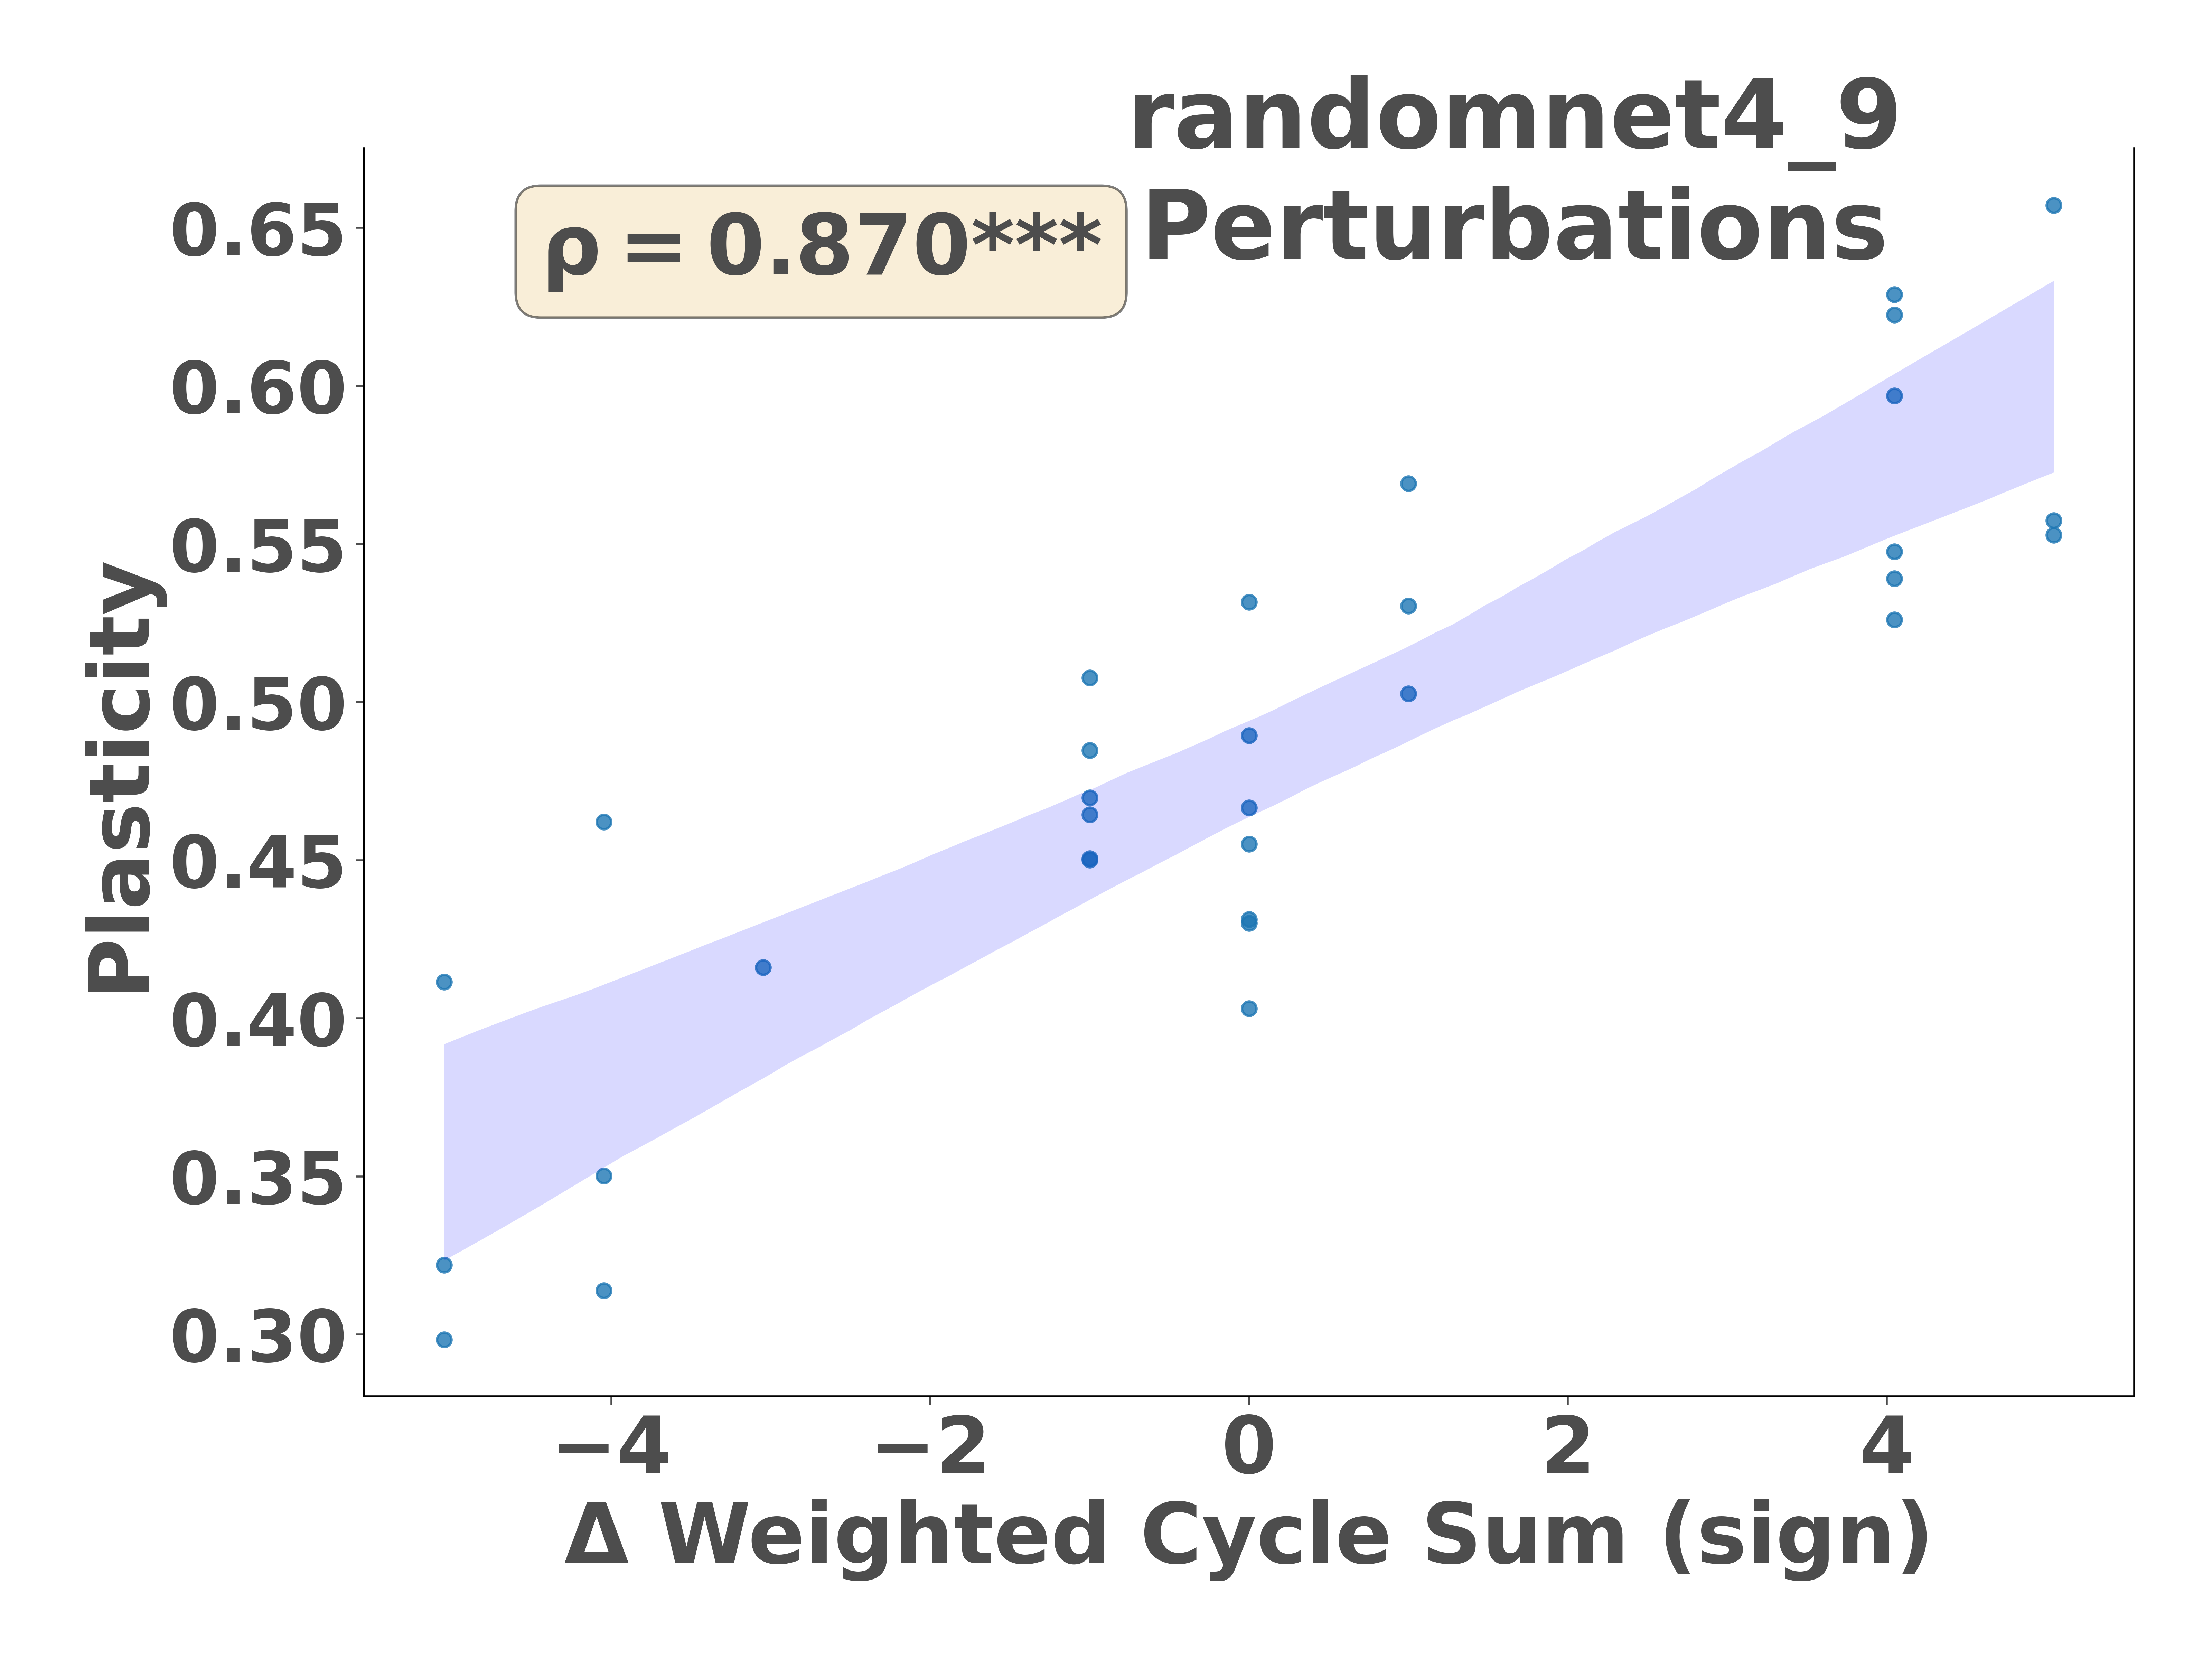 randomnet4_9
Perturbations
ρ = 0.870***
Plasticity
0.65
0.60
0.55
0.50
0.45
0.40
0.35
0.30
−4 −2 0 2 4
Δ Weighted Cycle Sum (sign)